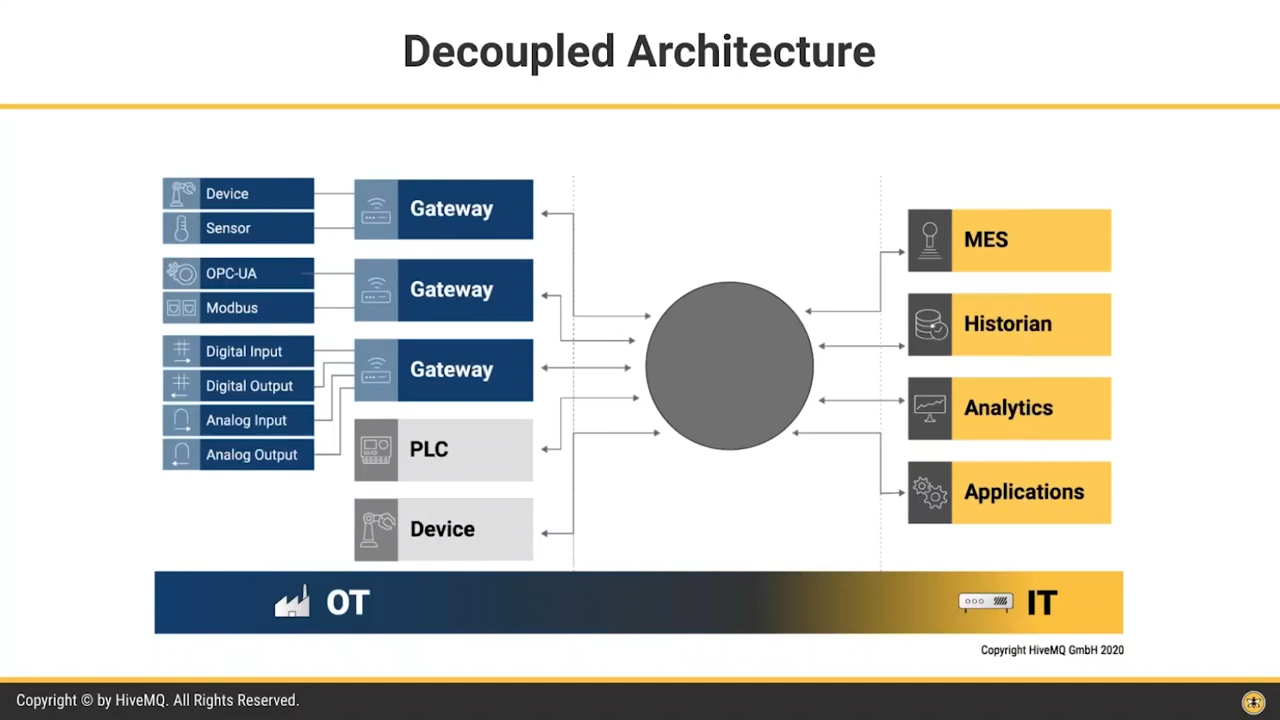 Decoupled Architecture
Device
Sensor
OPC-UA
Modbus
Digital Input
Digital Output
Analog Input
Analog Output
Gateway
Gateway
Gateway
PLC
Device
MES
Historian
Analytics
Applications
OT
IT
Copyright HiveMQ GmbH 2020
Copyright © by HiveMQ. All Rights Reserved.